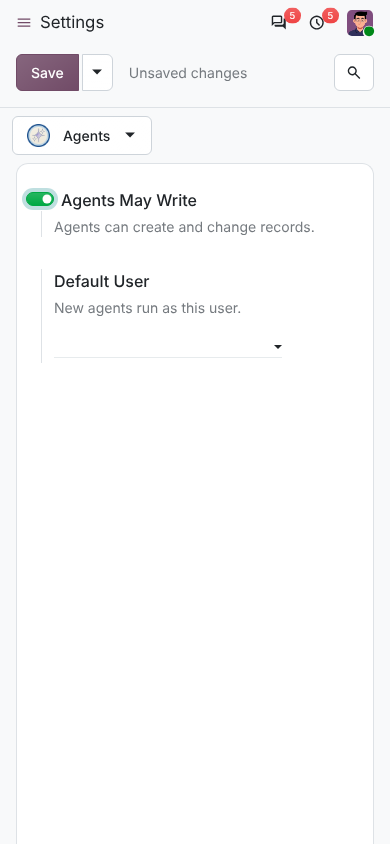 Settings
5
5
Save
Unsaved changes
Agents
Agents May Write
Agents can create and change records.
Default User
New agents run as this user.